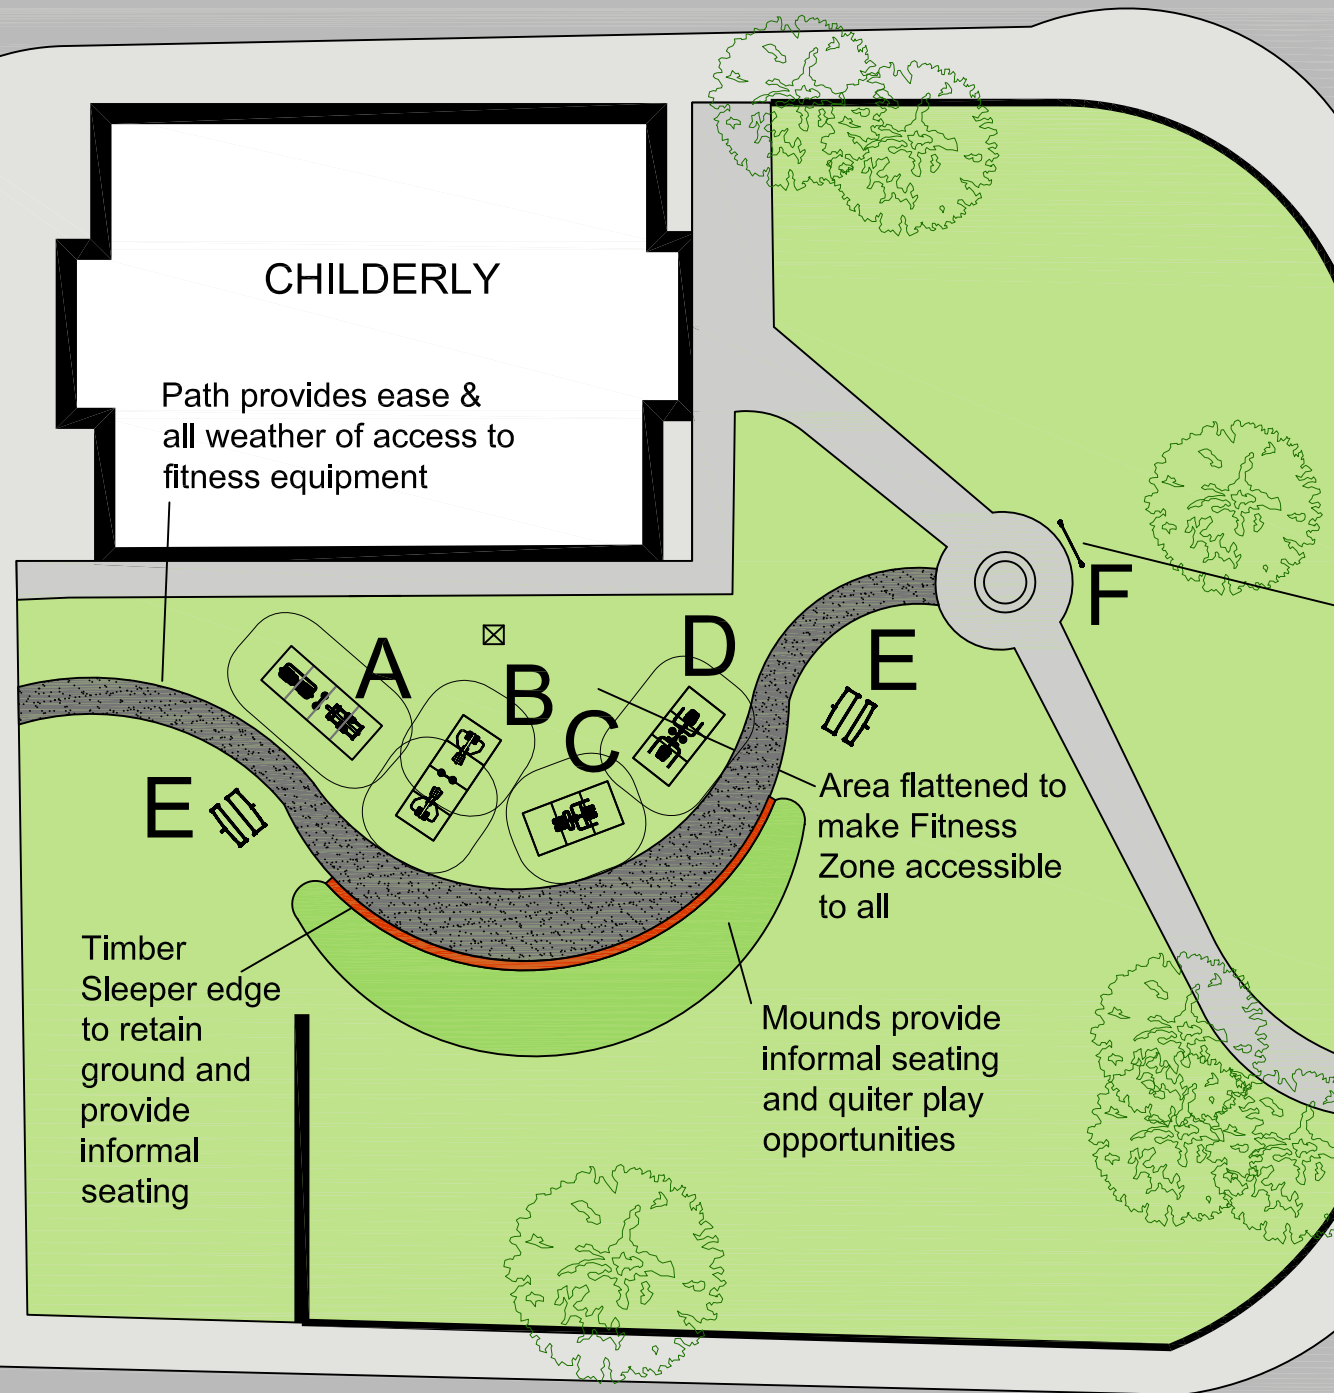 CHILDERLY
Path provides ease &
all weather of access to
fitness equipment
A
B
C
D
E
F
E
Area flattened to
make Fitness
Zone accessible
to all
Timber
Sleeper edge
to retain
ground and
provide
informal
seating
Mounds provide
informal seating
and quiter play
opportunities